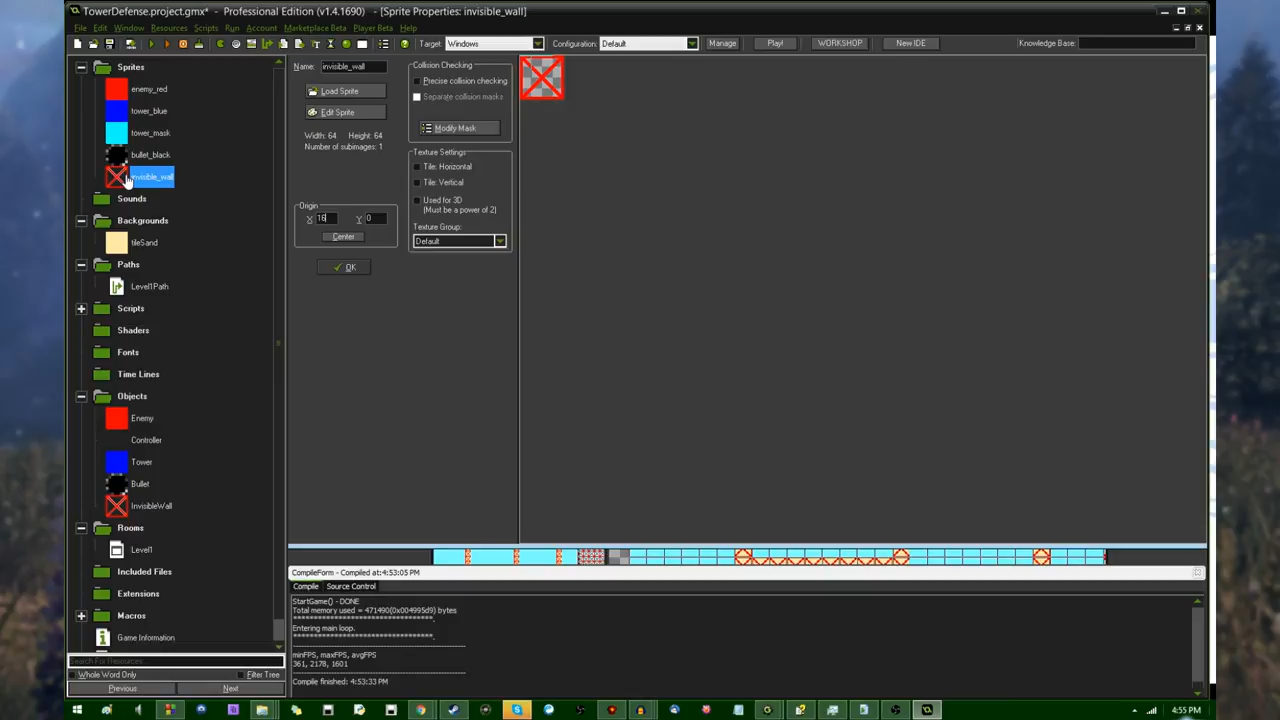 TowerDefense.project.gmx* - Professional Edition (v1.4.1690) - [Sprite Properties: invisible_wall]
File Edit Window Resources Scripts Run Account Marketplace Beta Player Beta Help
Target: Windows Configuration: Default Manage Play! WORKSHOP New IDE Knowledge Base:
Sprites
enemy_red
tower_blue
tower_mask
bullet_black
invisible_wall
Sounds
Backgrounds
tileSand
Paths
Level1Path
Scripts
Shaders
Fonts
Time Lines
Objects
Enemy
Controller
Tower
Bullet
InvisibleWall
Rooms
Level1
Included Files
Extensions
Macros
Game Information
Search For Resources
Whole Word Only Filter Tree
Previous Next
Name: invisible_wall
Load Sprite
Edit Sprite
Width: 64 Height: 64
Number of subimages: 1
Origin
X 16 Y 0
Center
OK
Collision Checking
Precise collision checking
Separate collision masks
Modify Mask
Texture Settings
Tile: Horizontal
Tile: Vertical
Used for 3D
(Must be a power of 2)
Texture Group:
Default
CompileForm - Compiled at:4:53:05 PM
Compile Source Control
StartGame() - DONE
Total memory used = 471490(0x004995d9) bytes
Entering main loop.
minFPS, maxFPS, avgFPS
361, 2178, 1601
Compile finished: 4:53:33 PM
4:55 PM